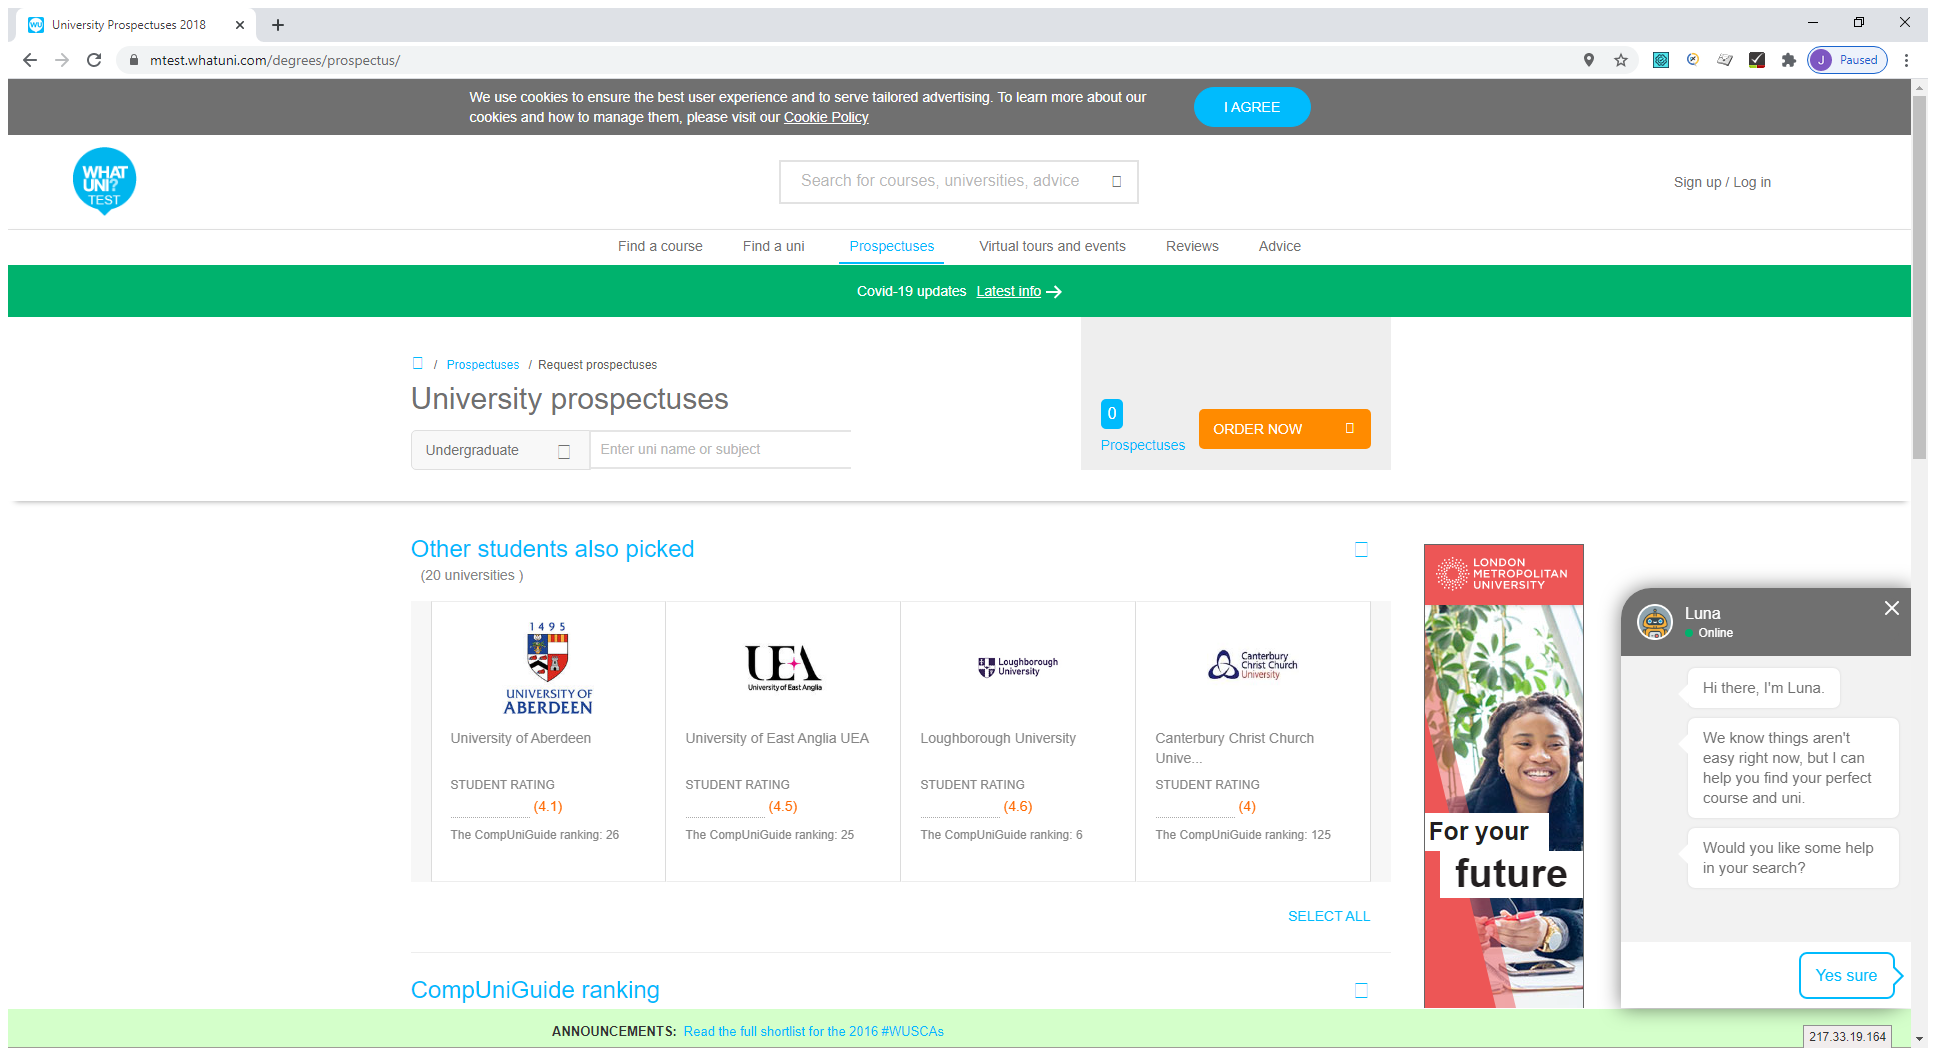 University Prospectuses 2018
mtest.whatuni.com/degrees/prospectus/
J Paused
We use cookies to ensure the best user experience and to serve tailored advertising. To learn more about our
cookies and how to manage them, please visit our Cookie Policy
I AGREE
WHAT
UNI?
TEST
Search for courses, universities, advice
Sign up / Log in
Find a course Find a uni Prospectuses Virtual tours and events Reviews Advice
Covid-19 updates Latest info
/ Prospectuses / Request prospectuses
University prospectuses
Undergraduate
Enter uni name or subject
0
Prospectuses
ORDER NOW
Other students also picked
(20 universities )
1495
UNIVERSITY OF
ABERDEEN
University of Aberdeen
STUDENT RATING
(4.1)
The CompUniGuide ranking: 26
UEA
University of East Anglia
University of East Anglia UEA
STUDENT RATING
(4.5)
The CompUniGuide ranking: 25
Loughborough
University
Loughborough University
STUDENT RATING
(4.6)
The CompUniGuide ranking: 6
Canterbury
Christ Church
University
Canterbury Christ Church
Unive...
STUDENT RATING
(4)
The CompUniGuide ranking: 125
SELECT ALL
CompUniGuide ranking
LONDON
METROPOLITAN
UNIVERSITY
For your
future
Luna
Online
Hi there, I'm Luna.
We know things aren't
easy right now, but I can
help you find your perfect
course and uni.
Would you like some help
in your search?
Yes sure
ANNOUNCEMENTS: Read the full shortlist for the 2016 #WUSCAs
217.33.19.164